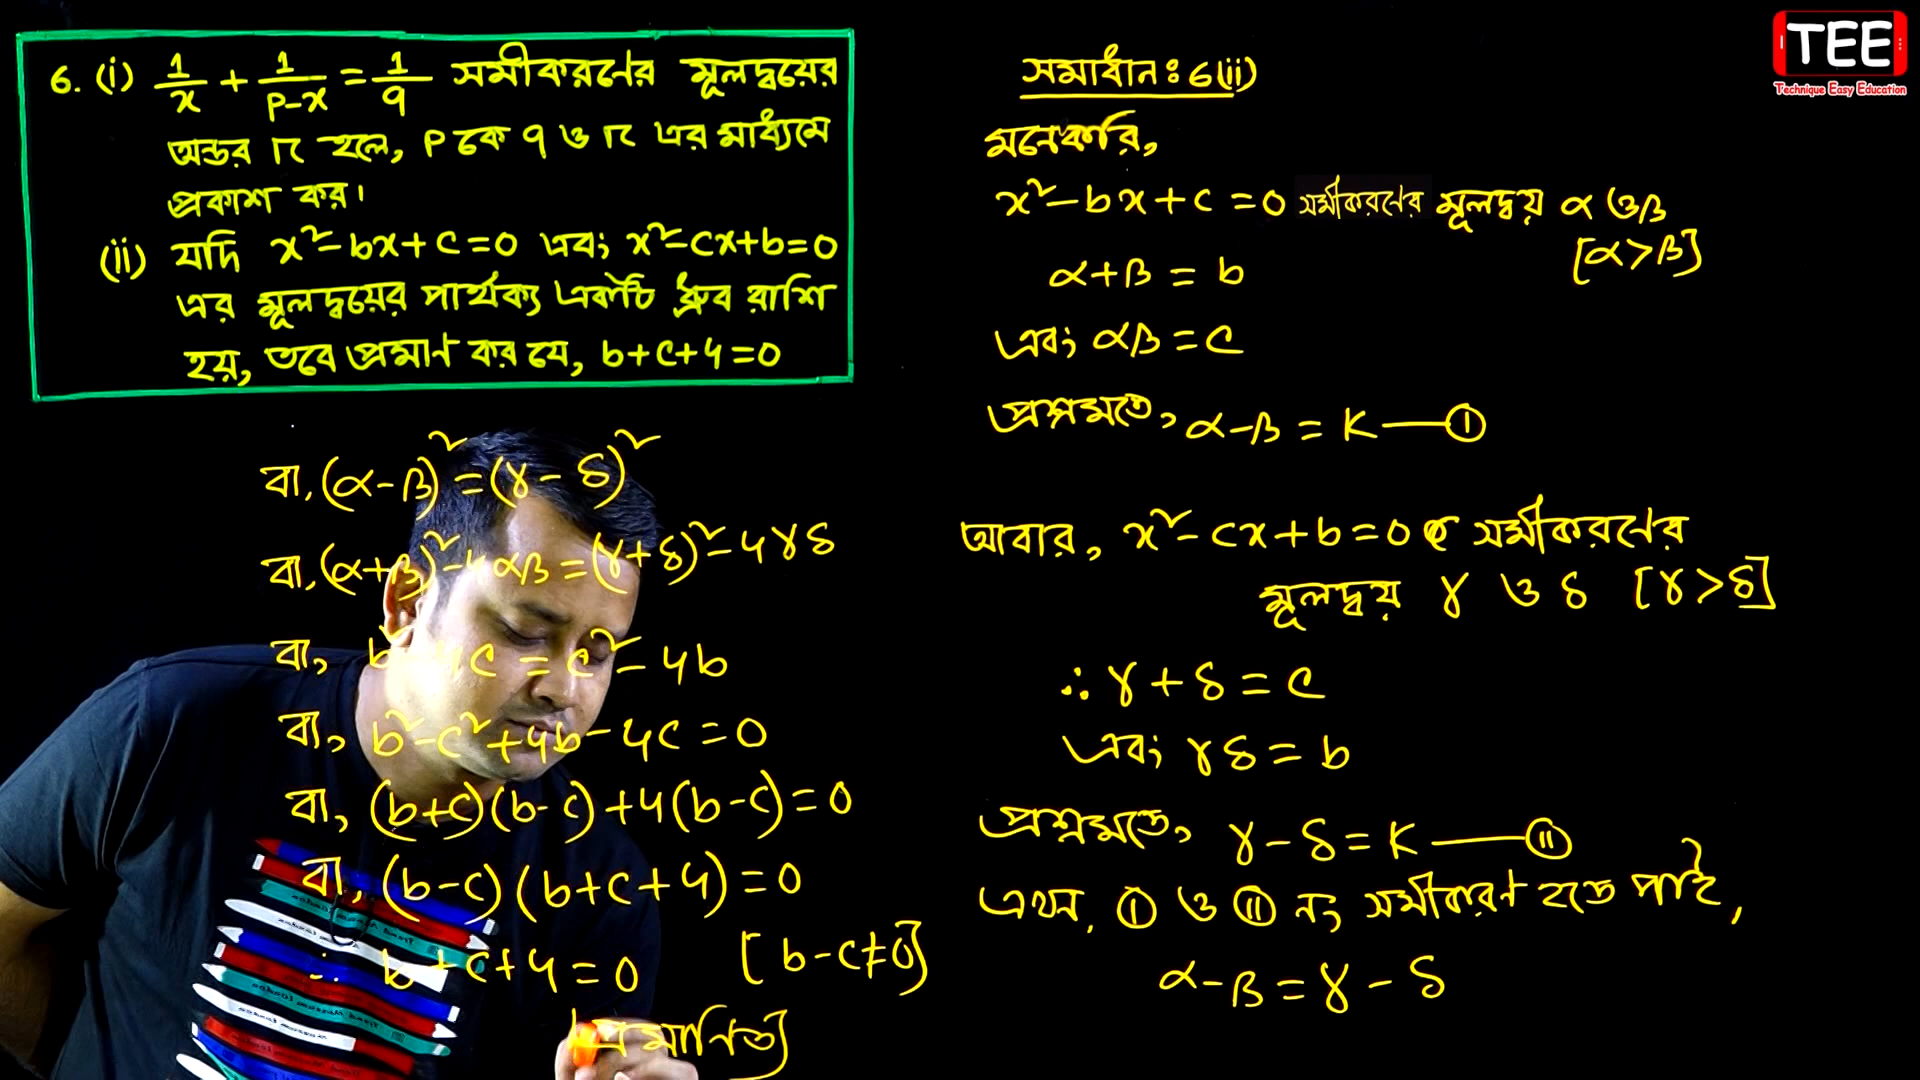 6. (i) 1/x + 1/(p-x) = 1/q সমীকরণের মূলদ্বয়ের
অন্তর r হলে, p কে q ও r এর মাধ্যমে
প্রকাশ কর।
(ii) যদি x²-bx+c=0 এবং x²-cx+b=0
এর মূলদ্বয়ের পার্থক্য একটি ধ্রুব রাশি
হয়, তবে প্রমাণ কর যে, b+c+4=0
সমাধানঃ 6(ii)
মনেকরি,
x²-bx+c=0 সমীকরণের মূলদ্বয় α ও β
[α>β]
α+β = b
এবং αβ = c
প্রশ্নমতে, α-β = K — (i)
আবার, x²-cx+b=0 সমীকরণের
মূলদ্বয় γ ও δ [γ>δ]
∴ γ+δ = c
এবং γδ = b
প্রশ্নমতে, γ-δ = K — (ii)
এখন, (i) ও (ii) নং সমীকরণ হতে পাই,
α-β = γ-δ
বা, (α-β)² = (γ-δ)²
বা, (α+β)²-4αβ = (γ+δ)²-4γδ
বা, b²-4c = c²-4b
বা, b²-c²+4b-4c = 0
বা, (b+c)(b-c)+4(b-c) = 0
বা, (b-c)(b+c+4) = 0
∴ b+c+4 = 0 [b-c≠0]
[প্রমাণিত]
TEE
Technique Easy Education